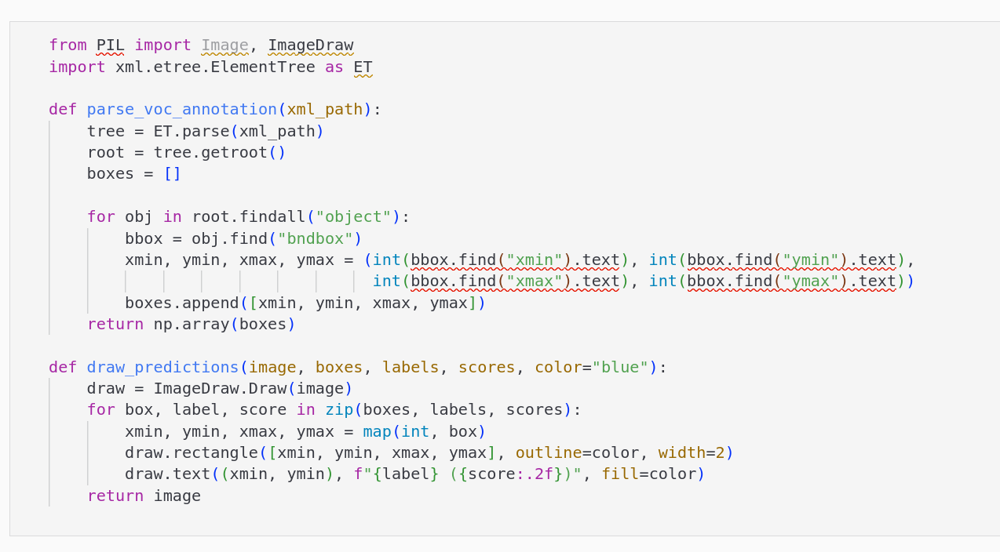 from PIL import Image, ImageDraw
import xml.etree.ElementTree as ET

def parse_voc_annotation(xml_path):
    tree = ET.parse(xml_path)
    root = tree.getroot()
    boxes = []

    for obj in root.findall("object"):
        bbox = obj.find("bndbox")
        xmin, ymin, xmax, ymax = (int(bbox.find("xmin").text), int(bbox.find("ymin").text),
                                  int(bbox.find("xmax").text), int(bbox.find("ymax").text))
        boxes.append([xmin, ymin, xmax, ymax])
    return np.array(boxes)

def draw_predictions(image, boxes, labels, scores, color="blue"):
    draw = ImageDraw.Draw(image)
    for box, label, score in zip(boxes, labels, scores):
        xmin, ymin, xmax, ymax = map(int, box)
        draw.rectangle([xmin, ymin, xmax, ymax], outline=color, width=2)
        draw.text((xmin, ymin), f"{label} ({score:.2f})", fill=color)
    return image